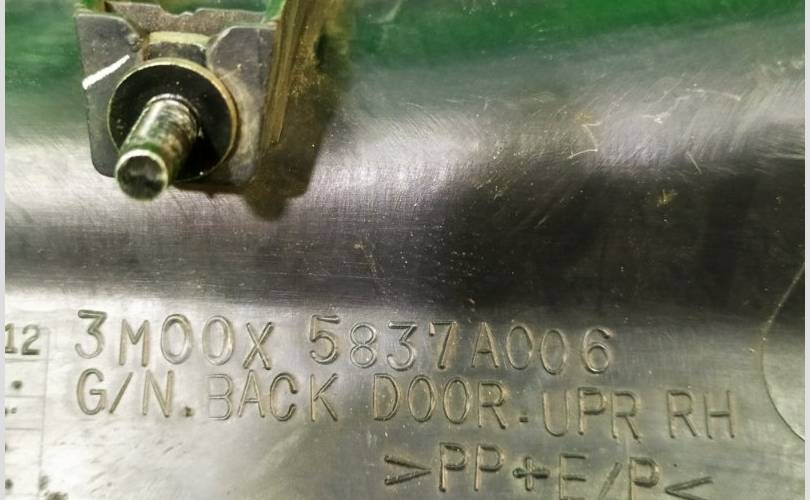 12
3M00X 5837A006
G/N.BACK DOOR.UPR RH
>PP+E/P<